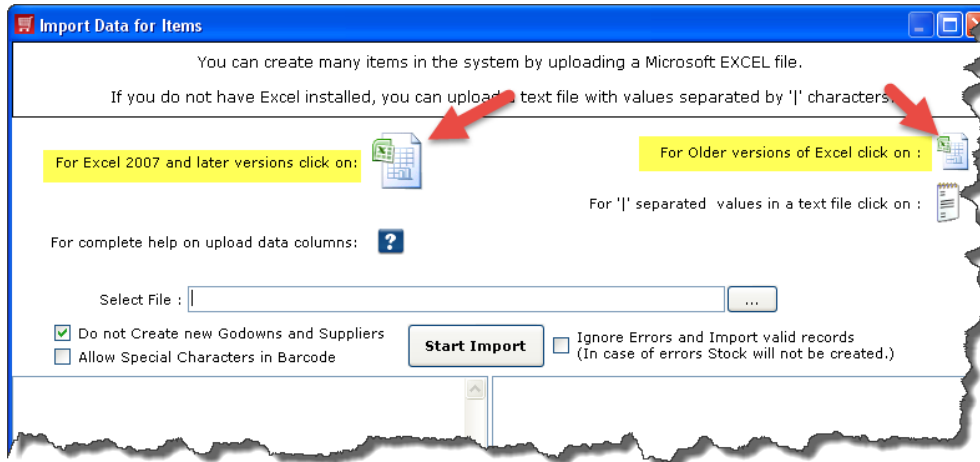 Import Data for Items
You can create many items in the system by uploading a Microsoft EXCEL file.
If you do not have Excel installed, you can upload a text file with values separated by '|' characters.
For Excel 2007 and later versions click on:
For Older versions of Excel click on :
For '|' separated values in a text file click on :
For complete help on upload data columns:
?
Select File :
...
Do not Create new Godowns and Suppliers
Allow Special Characters in Barcode
Start Import
Ignore Errors and Import valid records
(In case of errors Stock will not be created.)